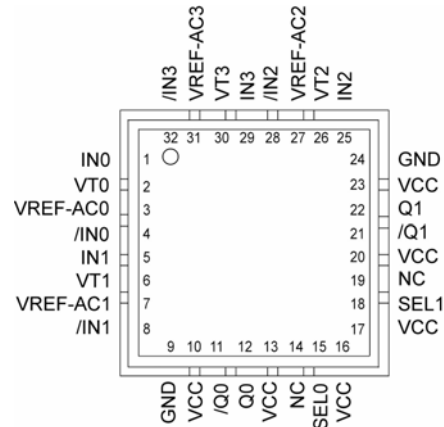 /IN3
VREF-AC3
VT3
IN3
/IN2
VREF-AC2
VT2
IN2
32 31 30 29 28 27 26 25
IN0 1 24 GND
VT0 2 23 VCC
VREF-AC0 3 22 Q1
/IN0 4 21 /Q1
IN1 5 20 VCC
VT1 6 19 NC
VREF-AC1 7 18 SEL1
/IN1 8 17 VCC
9 10 11 12 13 14 15 16
GND
VCC
/Q0
Q0
VCC
NC
SEL0
VCC